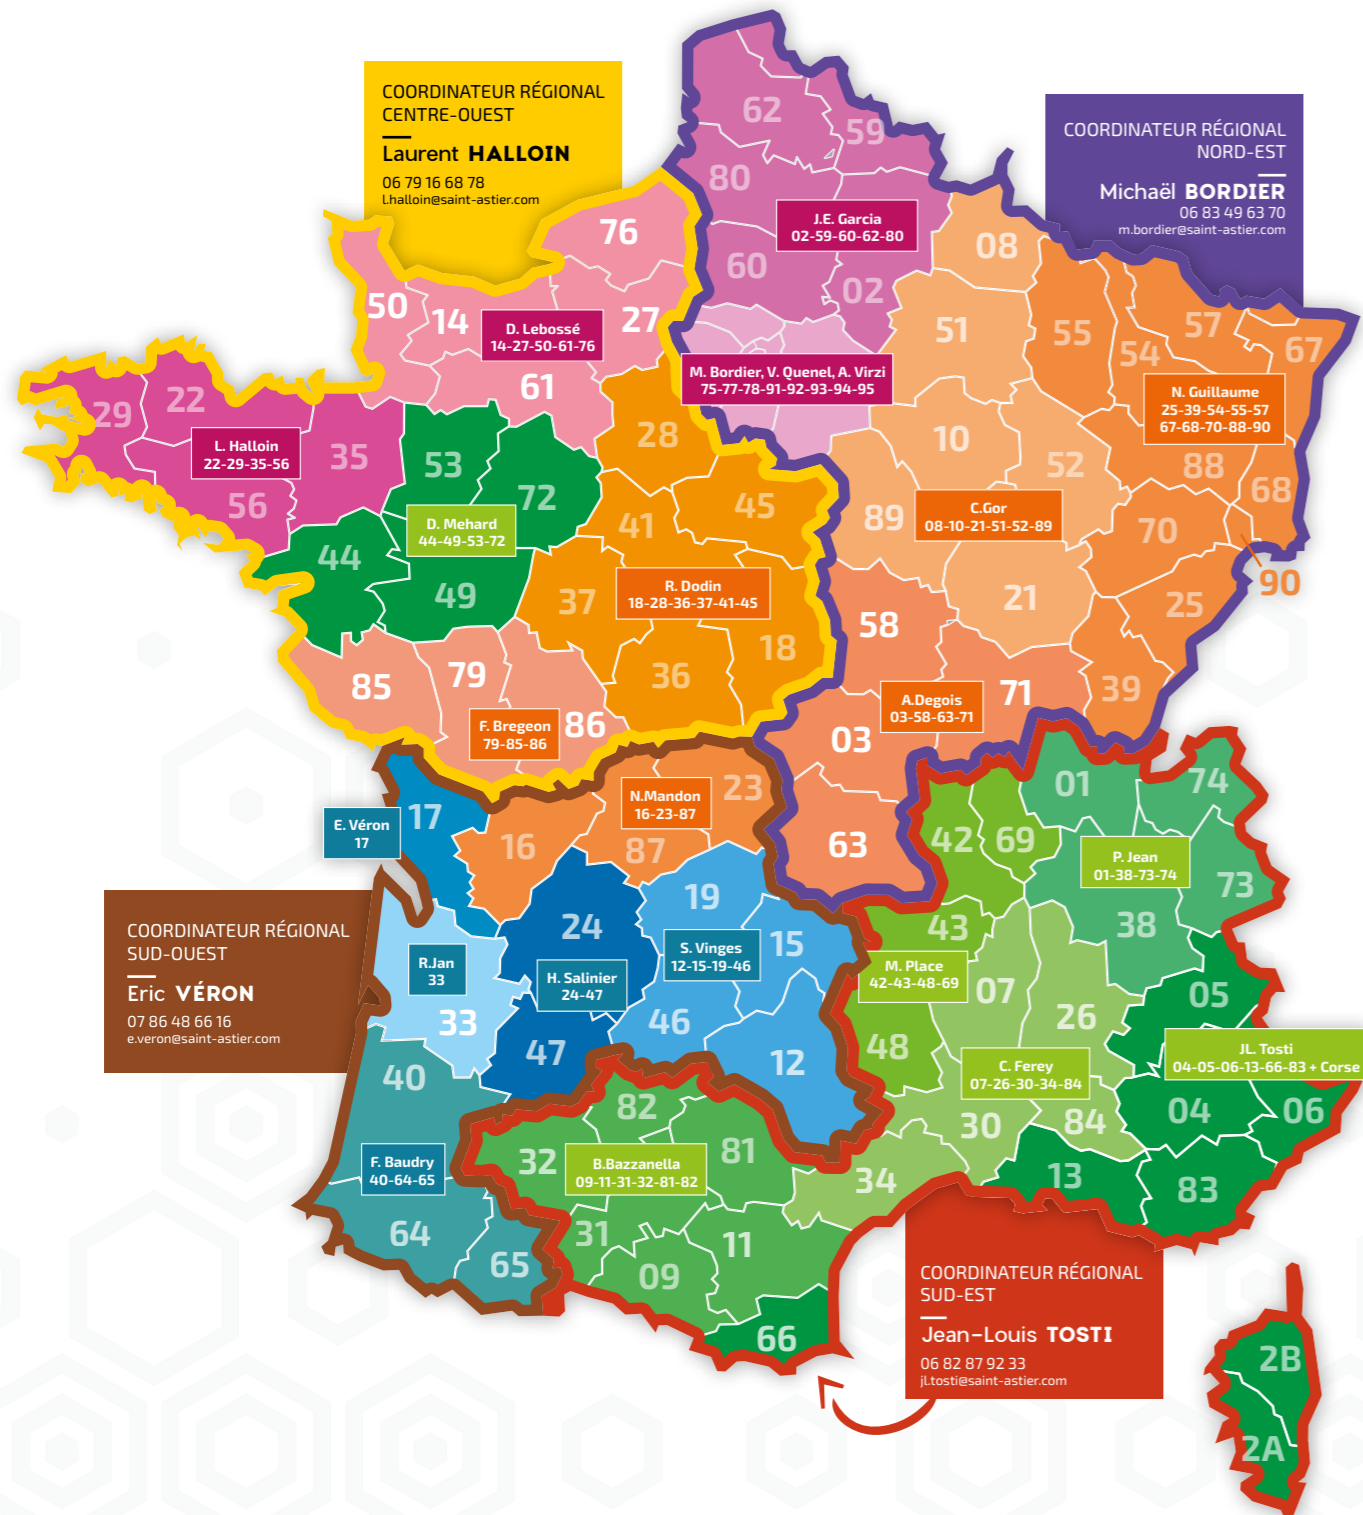 COORDINATEUR RÉGIONAL
CENTRE-OUEST
Laurent HALLOIN
06 79 16 68 78
l.halloin@saint-astier.com
COORDINATEUR RÉGIONAL
NORD-EST
Michaël BORDIER
06 83 49 63 70
m.bordier@saint-astier.com
62
59
80
J.E. Garcia
02-59-60-62-80
76
08
60
02
50
14
27
D. Lebossé
14-27-50-61-76
51
55
57
54
67
61
M. Bordier, V. Quenel, A. Virzi
75-77-78-91-92-93-94-95
N. Guillaume
25-39-54-55-57
67-68-70-88-90
29
22
28
10
L. Halloin
22-29-35-56
35
53
52
88
68
56
72
41
45
89
C.Gor
08-10-21-51-52-89
D. Mehard
44-49-53-72
70
44
90
49
37
R. Dodin
18-28-36-37-41-45
21
25
58
18
85
79
36
39
71
A.Degois
03-58-63-71
F. Bregeon
79-85-86
86
03
01
74
N.Mandon
16-23-87
23
E. Véron
17
17
16
87
63
42
69
P. Jean
01-38-73-74
73
19
COORDINATEUR RÉGIONAL
SUD-OUEST
Eric VÉRON
07 86 48 66 16
e.veron@saint-astier.com
24
43
38
S. Vinges
12-15-19-46
15
R.Jan
33
H. Salinier
24-47
M. Place
42-43-48-69
07
05
33
46
26
47
48
12
JL. Tosti
04-05-06-13-66-83 + Corse
40
C. Ferey
07-26-30-34-84
82
30
84
04
06
32
B.Bazzanella
09-11-31-32-81-82
81
F. Baudry
40-64-65
34
13
83
64
31
11
65
09
66
COORDINATEUR RÉGIONAL
SUD-EST
Jean-Louis TOSTI
06 82 87 92 33
jl.tosti@saint-astier.com
2B
2A